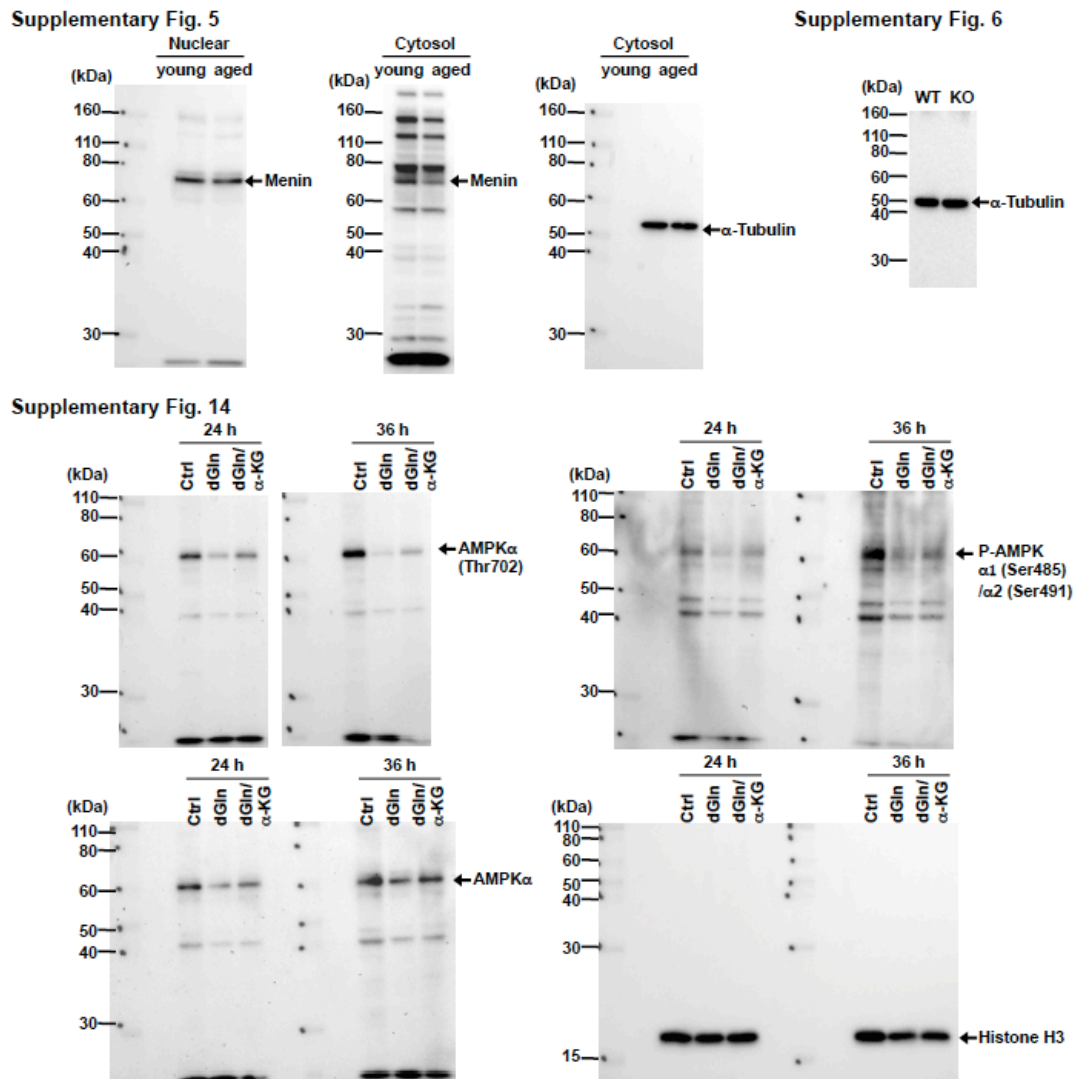 Supplementary Fig. 5
Supplementary Fig. 6
Nuclear
young aged
(kDa)
160
110
80
60
50
40
30
Menin
Cytosol
young aged
(kDa)
160
110
80
60
50
40
30
Menin
Cytosol
young aged
(kDa)
160
110
80
60
50
40
30
α-Tubulin
(kDa)
WT KO
160
110
80
60
50
40
30
α-Tubulin
Supplementary Fig. 14
24 h
36 h
(kDa)
Ctrl
dGln
dGln/
α-KG
Ctrl
dGln
dGln/
α-KG
110
80
60
50
40
30
AMPKα
(Thr702)
24 h
36 h
(kDa)
Ctrl
dGln
dGln/
α-KG
Ctrl
dGln
dGln/
α-KG
110
80
60
50
40
30
P-AMPK
α1 (Ser485)
/α2 (Ser491)
24 h
36 h
(kDa)
Ctrl
dGln
dGln/
α-KG
Ctrl
dGln
dGln/
α-KG
110
80
60
50
40
30
AMPKα
24 h
36 h
(kDa)
Ctrl
dGln
dGln/
α-KG
Ctrl
dGln
dGln/
α-KG
110
80
60
50
40
30
15
Histone H3